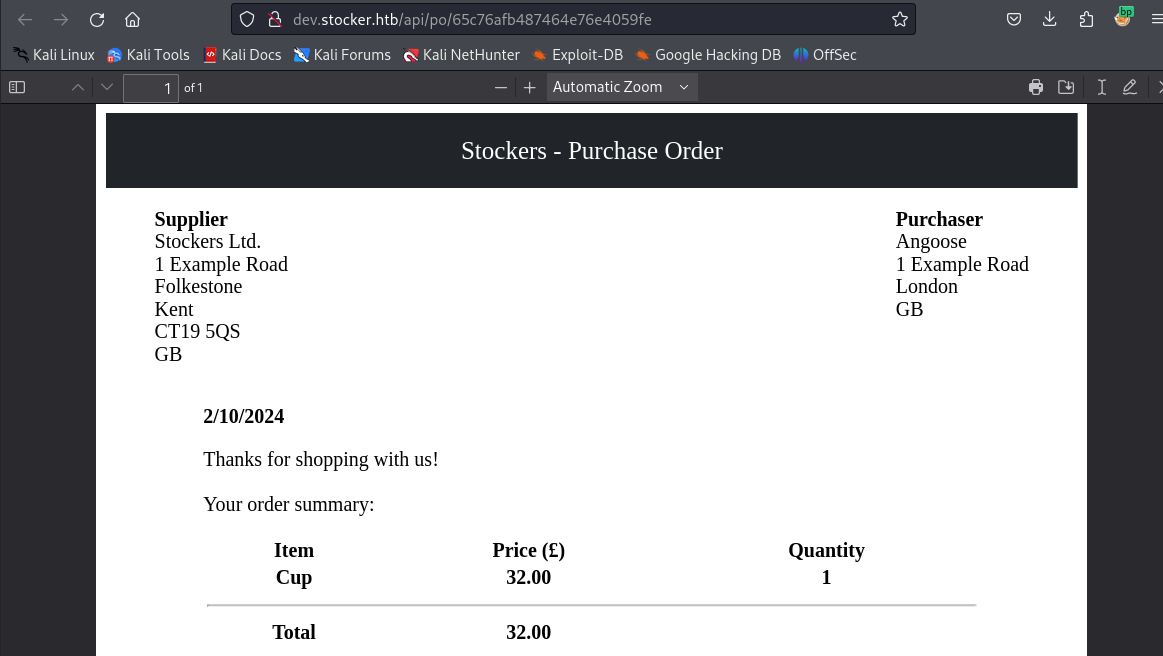 dev.stocker.htb/api/po/65c76afb487464e76e4059fe
bp
Kali Linux Kali Tools Kali Docs Kali Forums Kali NetHunter Exploit-DB Google Hacking DB OffSec
1 of 1 Automatic Zoom
Stockers - Purchase Order
Supplier
Stockers Ltd.
1 Example Road
Folkestone
Kent
CT19 5QS
GB
Purchaser
Angoose
1 Example Road
London
GB
2/10/2024
Thanks for shopping with us!
Your order summary:
Item Price (£) Quantity
Cup 32.00 1
Total 32.00